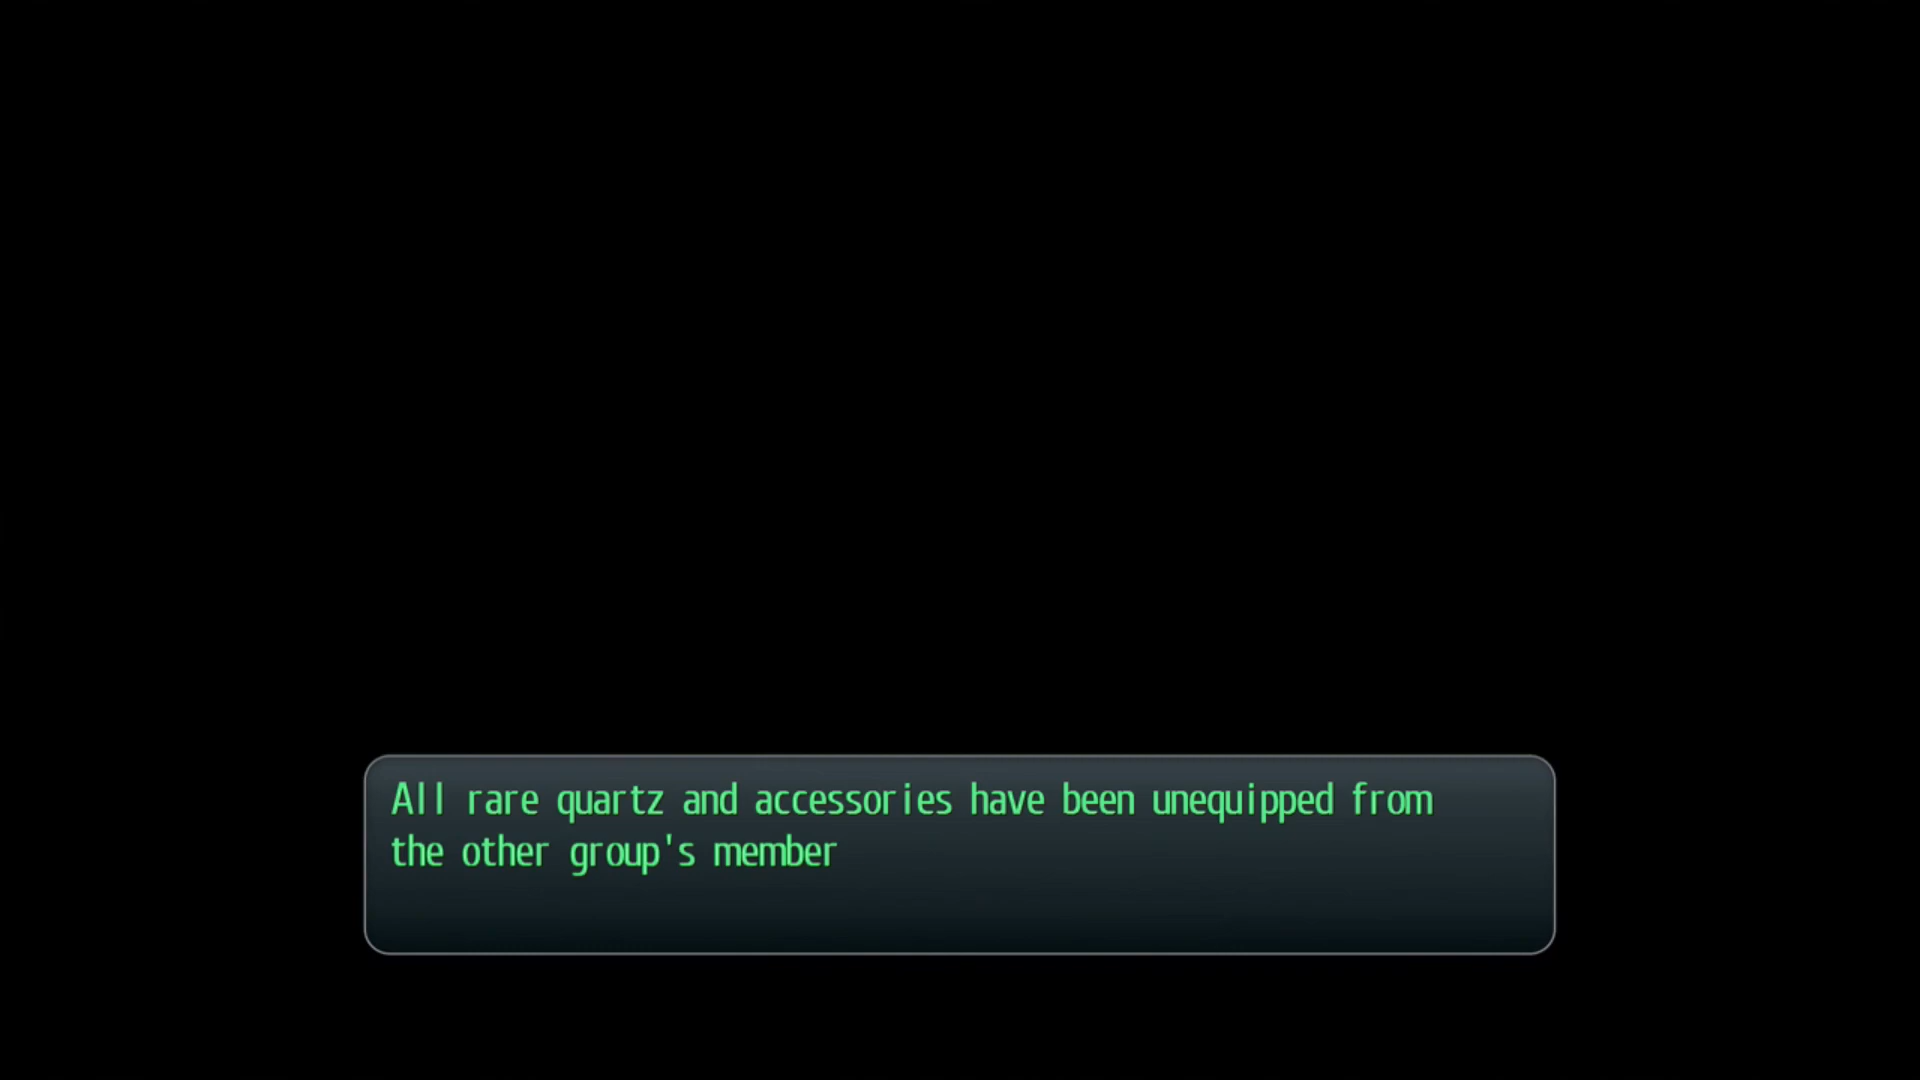 All rare quartz and accessories have been unequipped from
the other group's member